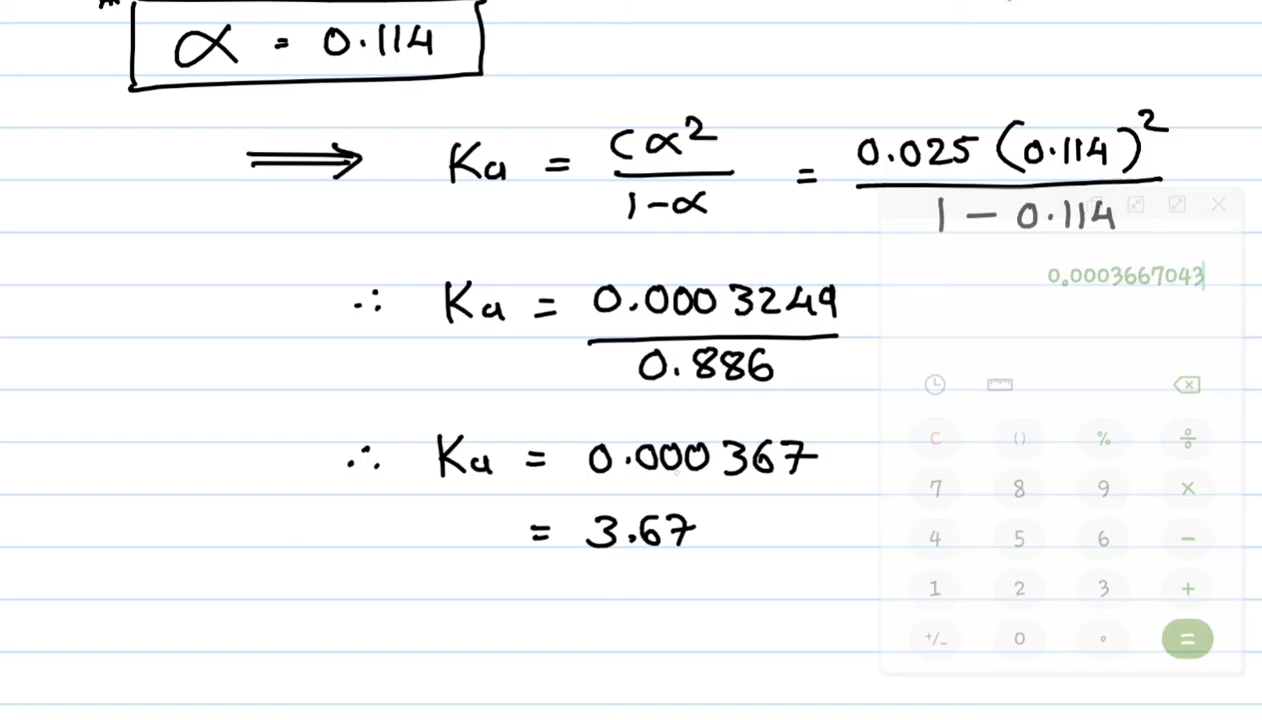 α = 0.114
⟹ Ka = Cα² / 1-α = 0.025 (0.114)² / 1 - 0.114
0.0003667043
∴ Ka = 0.0003249 / 0.886
∴ Ka = 0.000367
= 3.67
C () % ÷
7 8 9 ×
4 5 6 -
1 2 3 +
+/- 0 . =